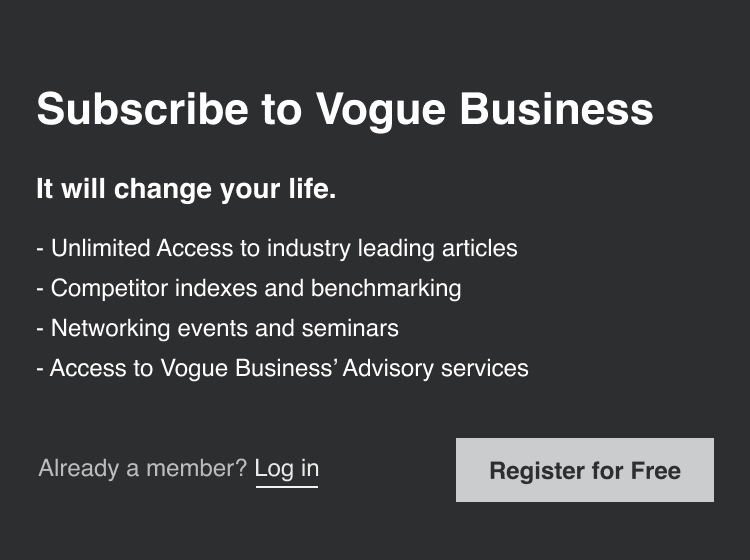 Subscribe to Vogue Business
It will change your life.
- Unlimited Access to industry leading articles
- Competitor indexes and benchmarking
- Networking events and seminars
- Access to Vogue Business’ Advisory services
Already a member? Log in
Register for Free